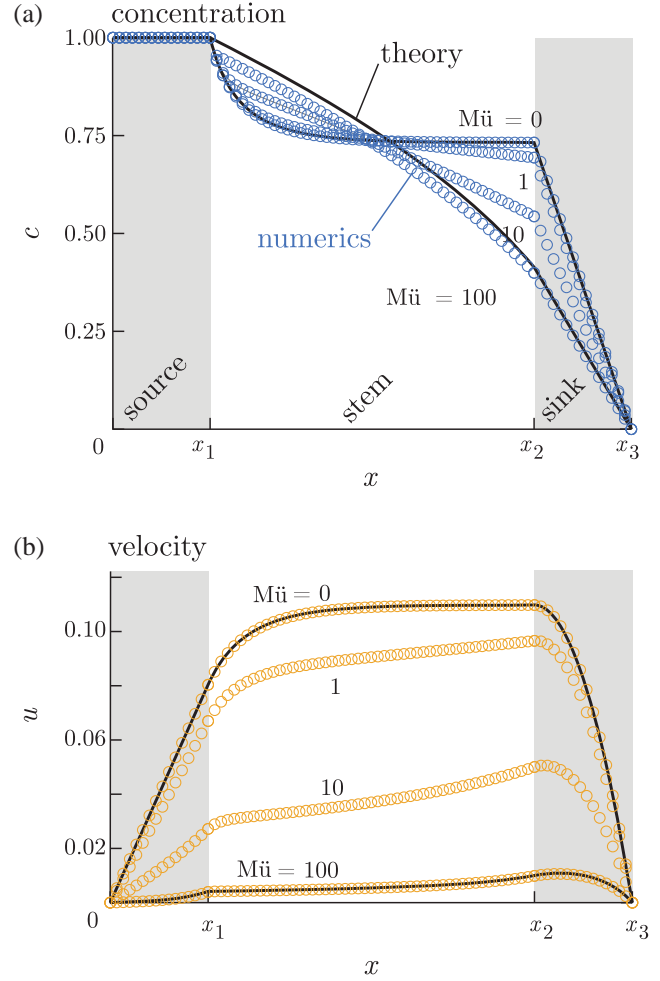 (a)
concentration
1.00
theory
0.75
Mü = 0
1
c
0.50
numerics
10
Mü = 100
0.25
source
stem
sink
0
x1
x2
x3
x
(b)
velocity
Mü = 0
0.10
1
u
0.06
10
0.02
Mü = 100
0
x1
x2
x3
x